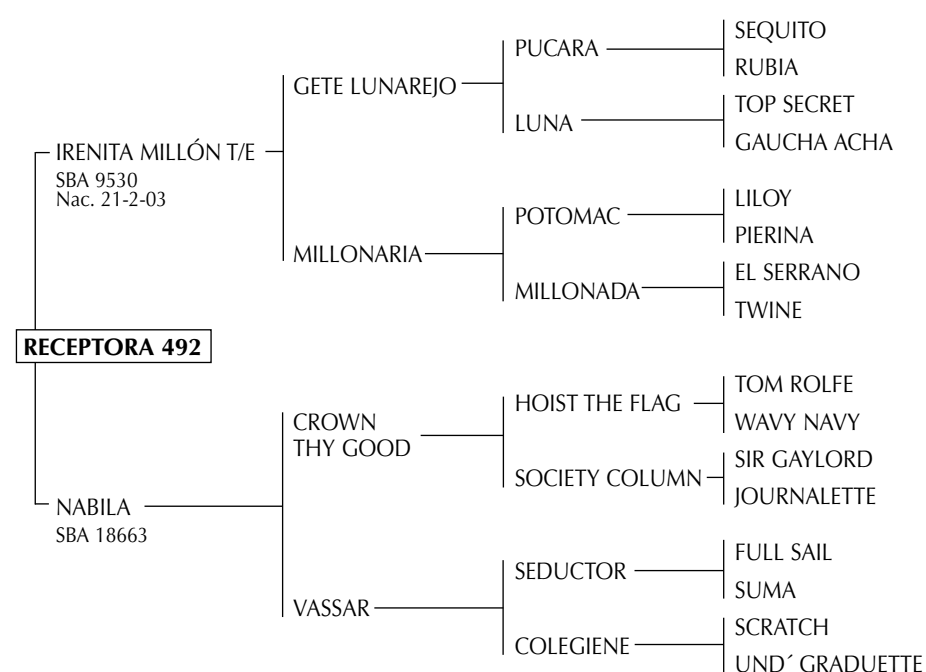 SEQUITO
PUCARA
RUBIA
GETE LUNAREJO
TOP SECRET
LUNA
GAUCHA ACHA
IRENITA MILLÓN T/E
SBA 9530
Nac. 21-2-03
LILOY
POTOMAC
PIERINA
MILLONARIA
EL SERRANO
MILLONADA
TWINE
RECEPTORA 492
TOM ROLFE
HOIST THE FLAG
WAVY NAVY
CROWN
THY GOOD
SIR GAYLORD
SOCIETY COLUMN
JOURNALETTE
NABILA
SBA 18663
FULL SAIL
SEDUCTOR
SUMA
VASSAR
SCRATCH
COLEGIENE
UND´ GRADUETTE